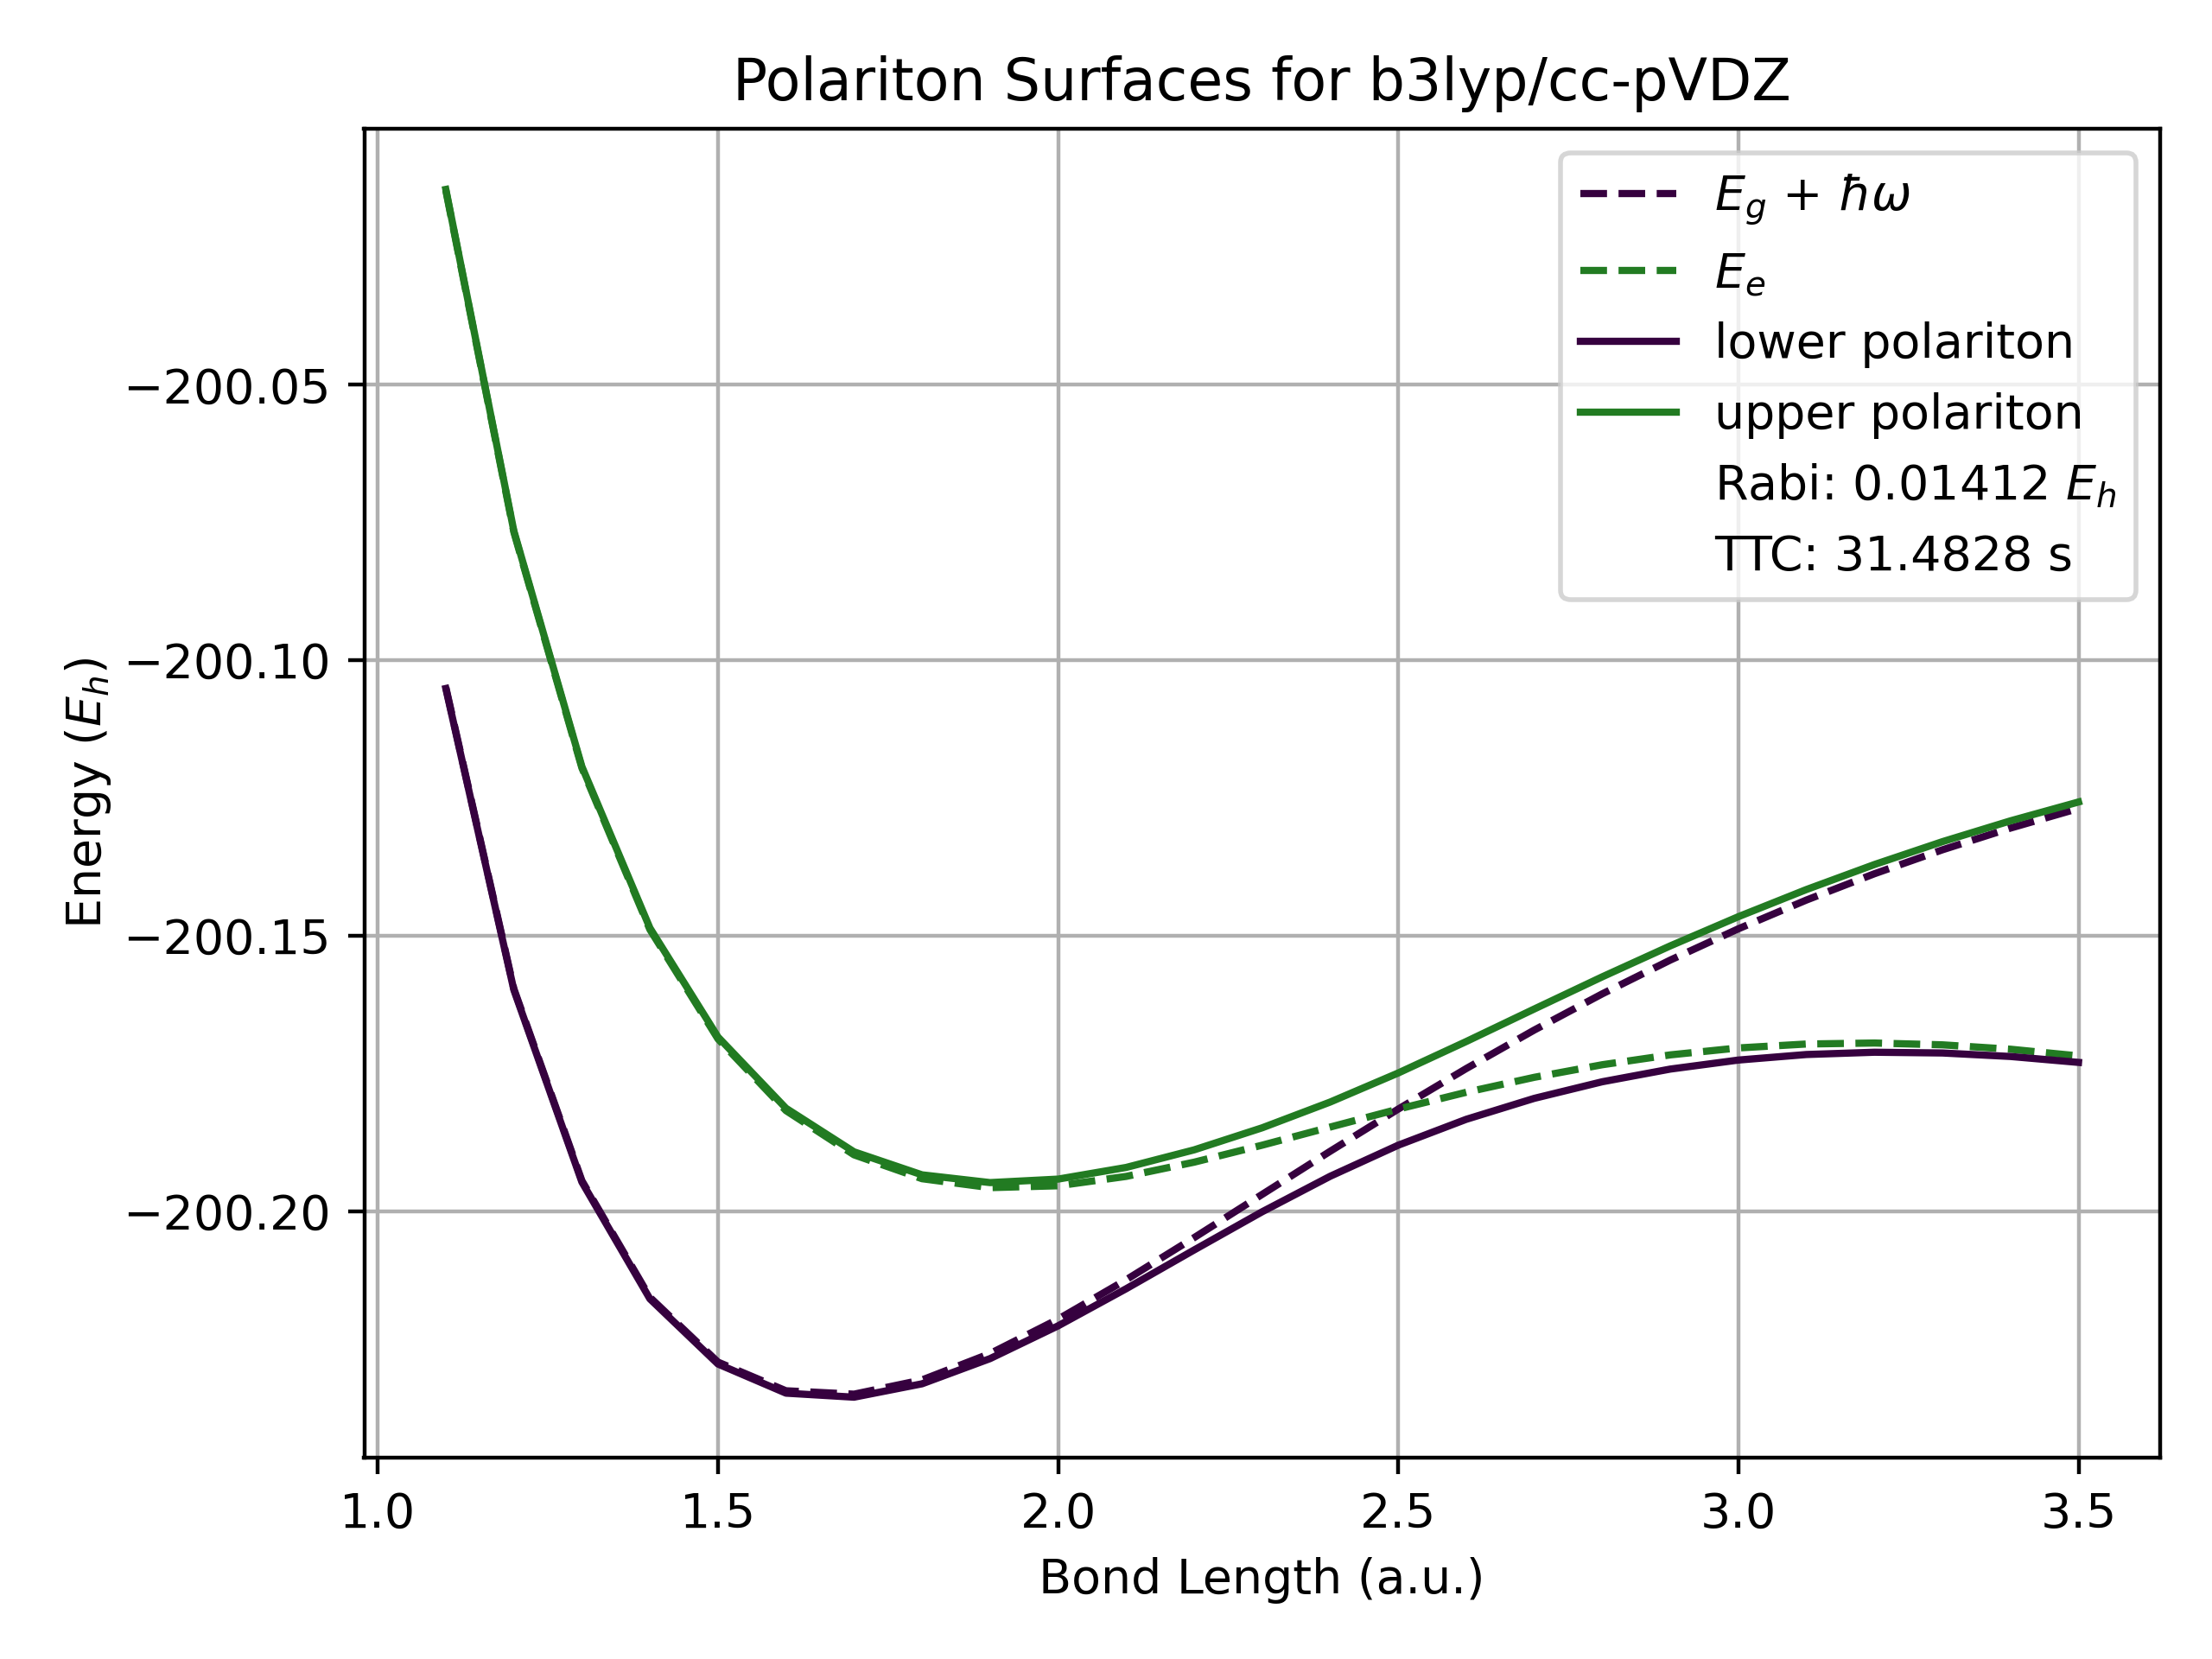 Polariton Surfaces for b3lyp/cc-pVDZ
E_g + ħω
E_e
lower polariton
upper polariton
Rabi: 0.01412 E_h
TTC: 31.4828 s
Energy (E_h)
−200.05
−200.10
−200.15
−200.20
1.0 1.5 2.0 2.5 3.0 3.5
Bond Length (a.u.)